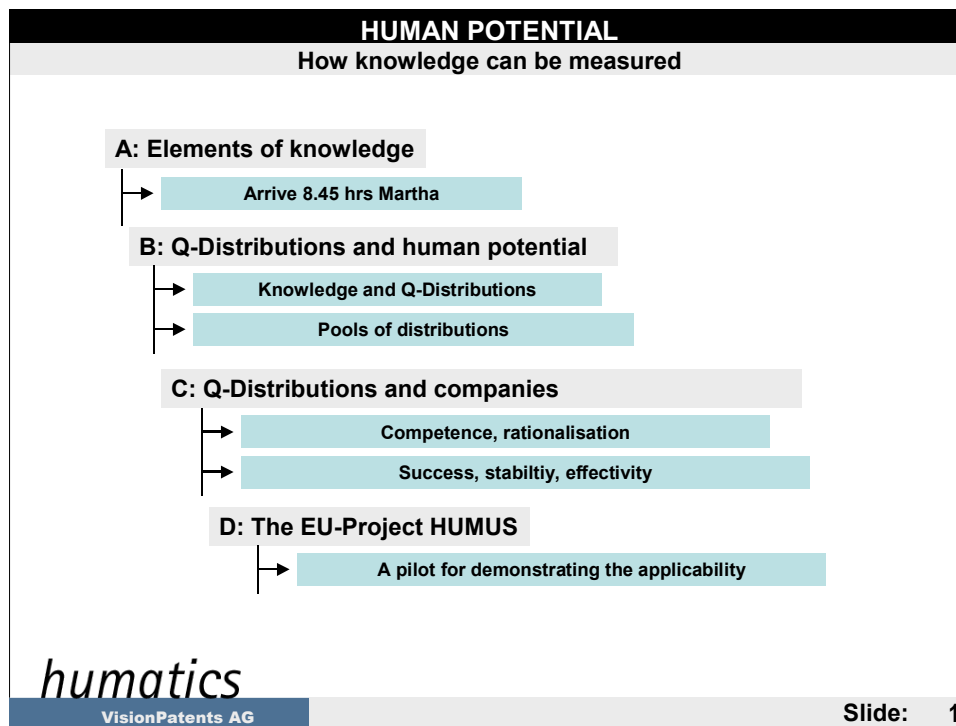 HUMAN POTENTIAL
How knowledge can be measured
A: Elements of knowledge
Arrive 8.45 hrs Martha
B: Q-Distributions and human potential
Knowledge and Q-Distributions
Pools of distributions
C: Q-Distributions and companies
Competence, rationalisation
Success, stabiltiy, effectivity
D: The EU-Project HUMUS
A pilot for demonstrating the applicability
humatics
VisionPatents AG
Slide: 1